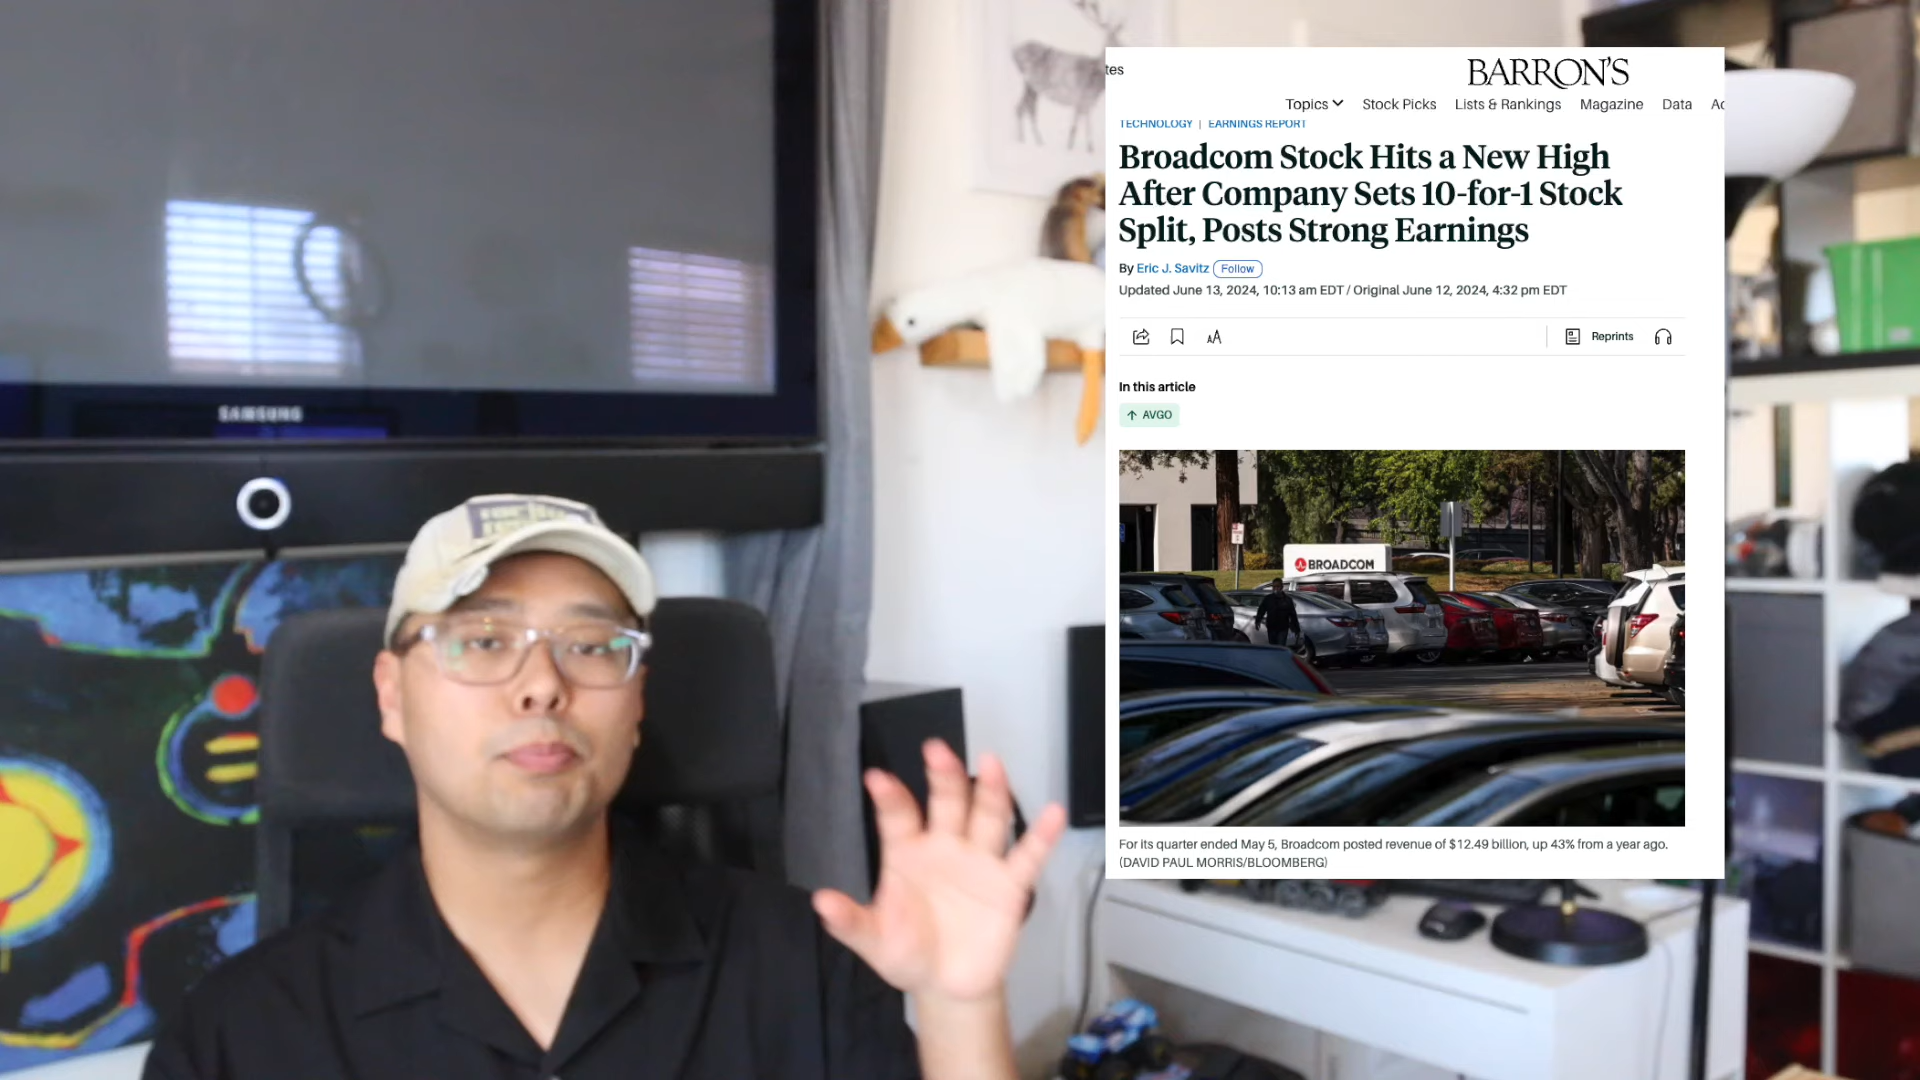 SAMSUNG
tes
BARRON'S
Topics
Stock Picks
Lists & Rankings
Magazine
Data
TECHNOLOGY | EARNINGS REPORT
Broadcom Stock Hits a New High
After Company Sets 10-for-1 Stock
Split, Posts Strong Earnings
By Eric J. Savitz Follow
Updated June 13, 2024, 10:13 am EDT / Original June 12, 2024, 4:32 pm EDT
AA
Reprints
In this article
AVGO
BROADCOM
For its quarter ended May 5, Broadcom posted revenue of $12.49 billion, up 43% from a year ago.
(DAVID PAUL MORRIS/BLOOMBERG)